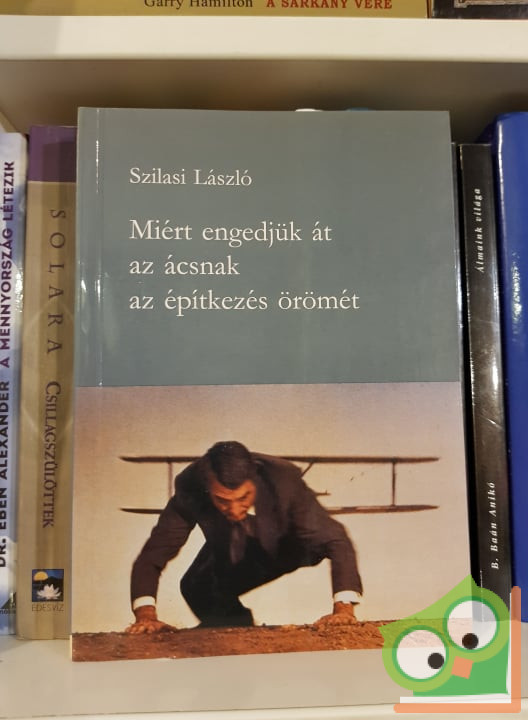 Garry Hamilton A SÁRKÁNY VÉRE
Szilasi László
Miért engedjük át
az ácsnak
az építkezés örömét
DR. EBEN ALEXANDER A MENNYORSZÁG LÉTEZIK
SOLARA CSILLAGSZÜLÖTTEK
ÉDESVÍZ
Álmaink világa
B. Baán Anikó